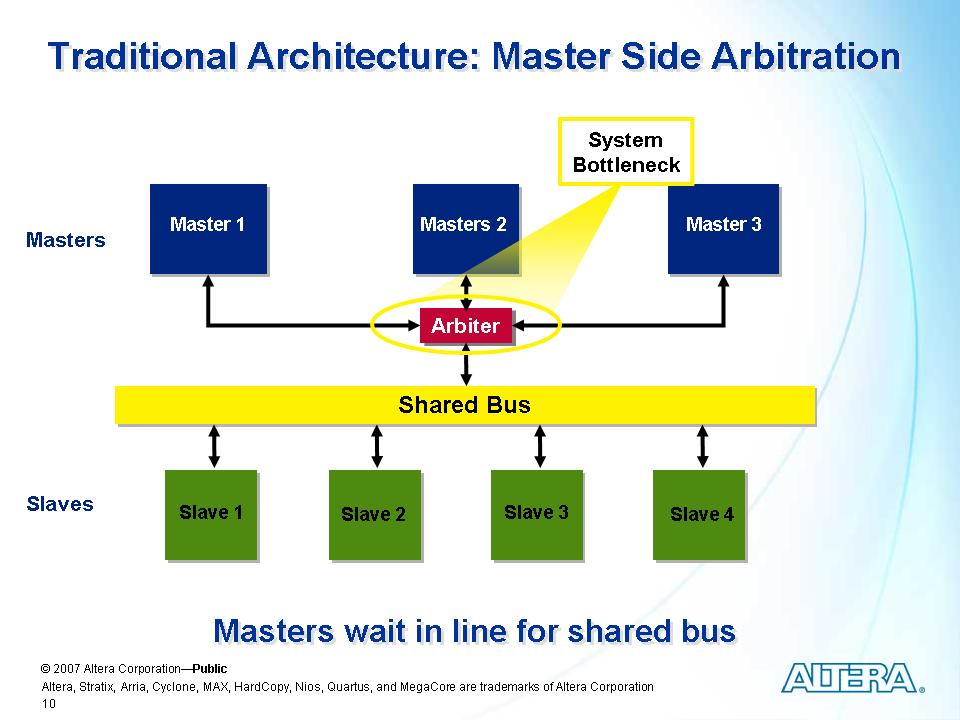 Traditional Architecture: Master Side Arbitration
System
Bottleneck
Masters
Master 1
Masters 2
Master 3
Arbiter
Shared Bus
Slaves
Slave 1
Slave 2
Slave 3
Slave 4
Masters wait in line for shared bus
© 2007 Altera Corporation—Public
Altera, Stratix, Arria, Cyclone, MAX, HardCopy, Nios, Quartus, and MegaCore are trademarks of Altera Corporation
10
ALTERA®